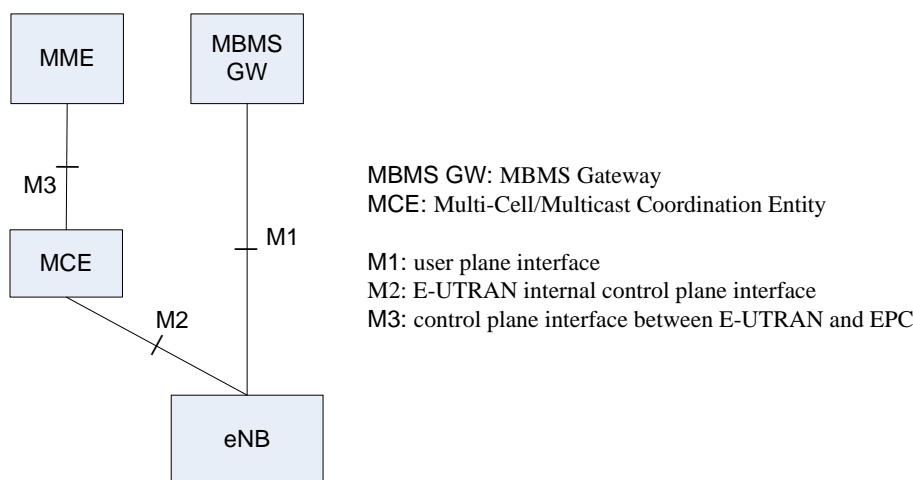 MME
MBMS
GW
M3
M1
MCE
M2
eNB
MBMS GW: MBMS Gateway
MCE: Multi-Cell/Multicast Coordination Entity
M1: user plane interface
M2: E-UTRAN internal control plane interface
M3: control plane interface between E-UTRAN and EPC